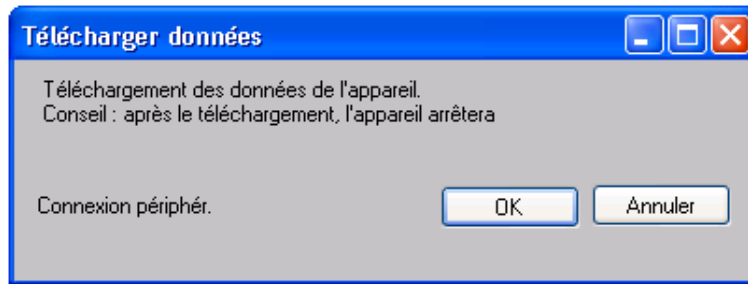 Télécharger données
Téléchargement des données de l'appareil.
Conseil : après le téléchargement, l'appareil arrêtera
Connexion périphér.
OK
Annuler